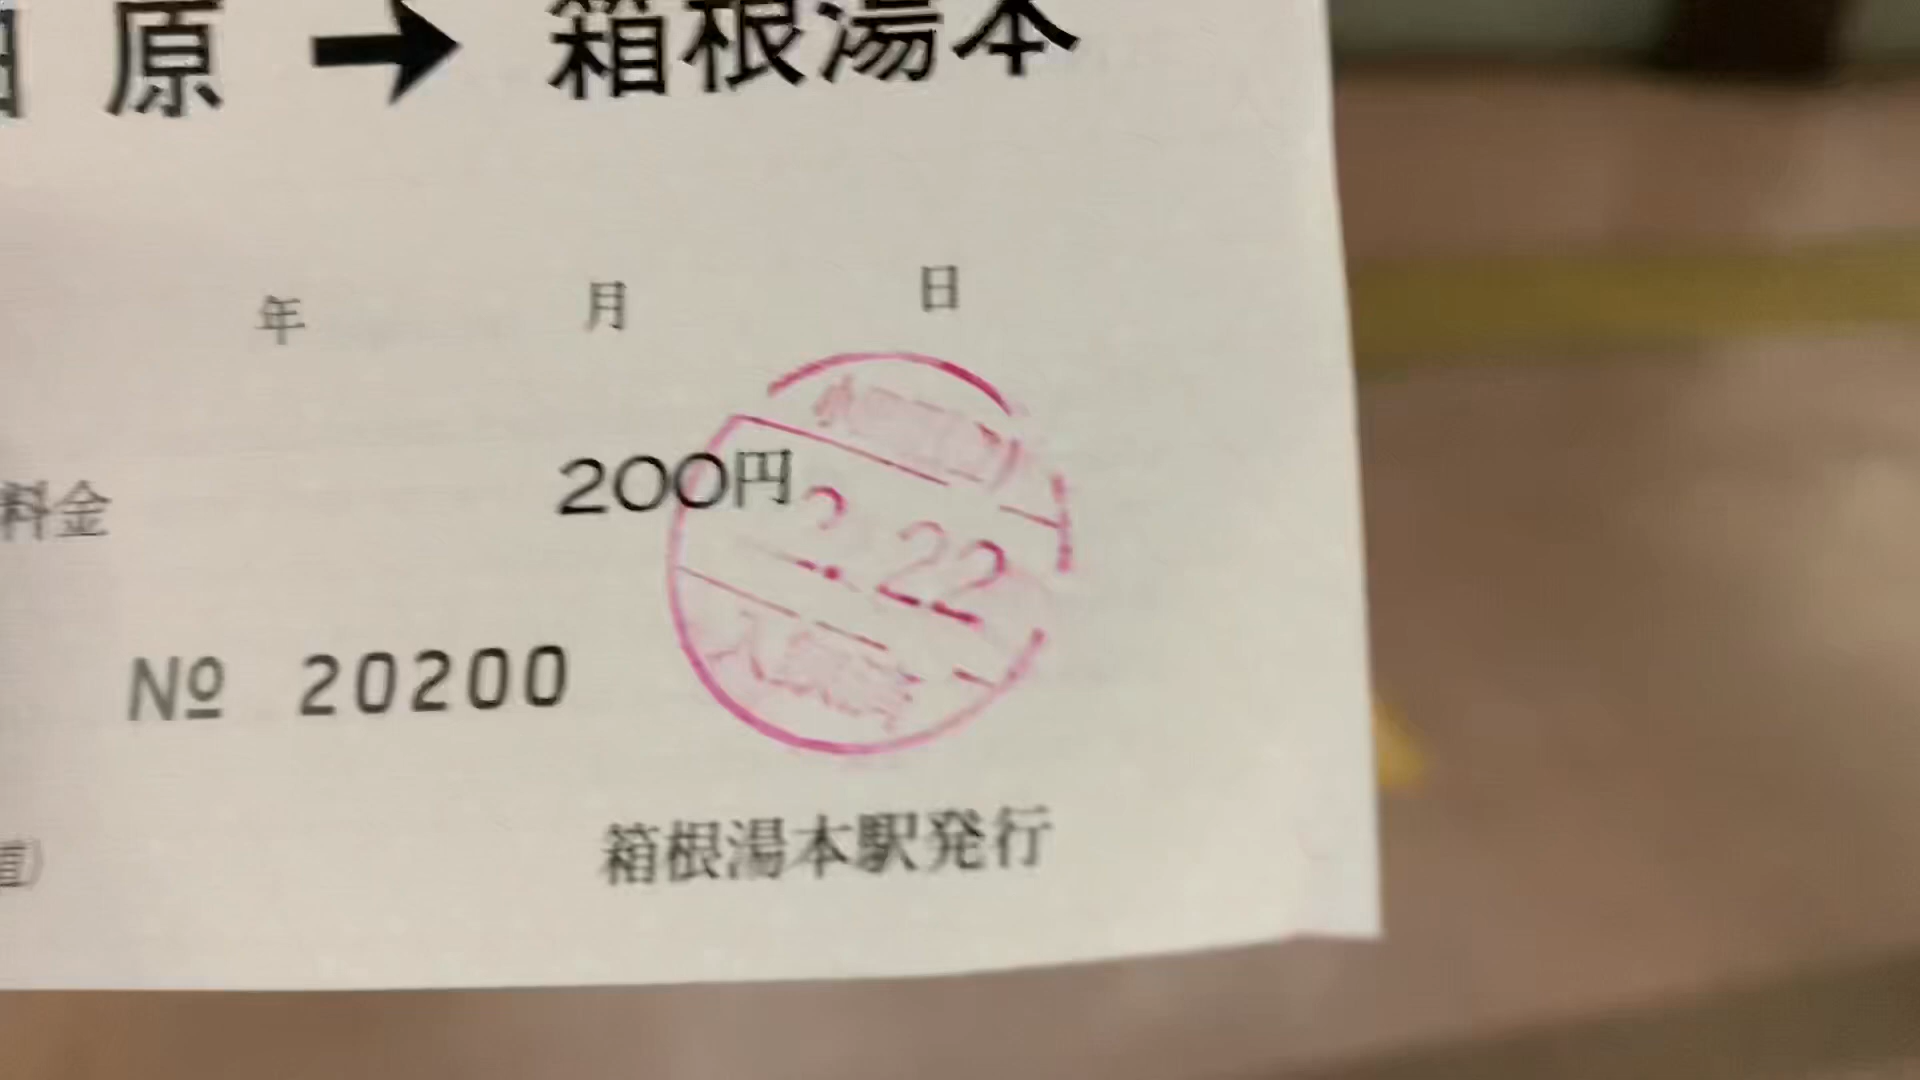 原 → 箱根湯本
年 月 日
料金 200円
2.22
№ 20200
箱根湯本駅発行